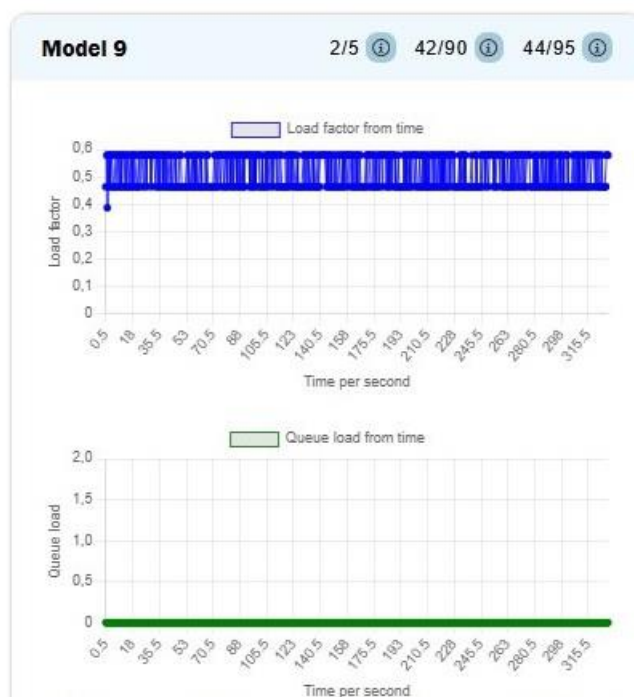 Model 9 2/5 42/90 44/95
Load factor from time
0,6
0,5
0,4
0,3
0,2
0,1
0
Load factor
0.5 18 35.5 53 70.5 88 105.5 123 140.5 158 175.5 193 210.5 228 245.5 263 280.5 298 315.5
Time per second
Queue load from time
2,0
1,5
1,0
0,5
0
Queue load
0.5 18 35.5 53 70.5 88 105.5 123 140.5 158 175.5 193 210.5 228 245.5 263 280.5 298 315.5
Time per second